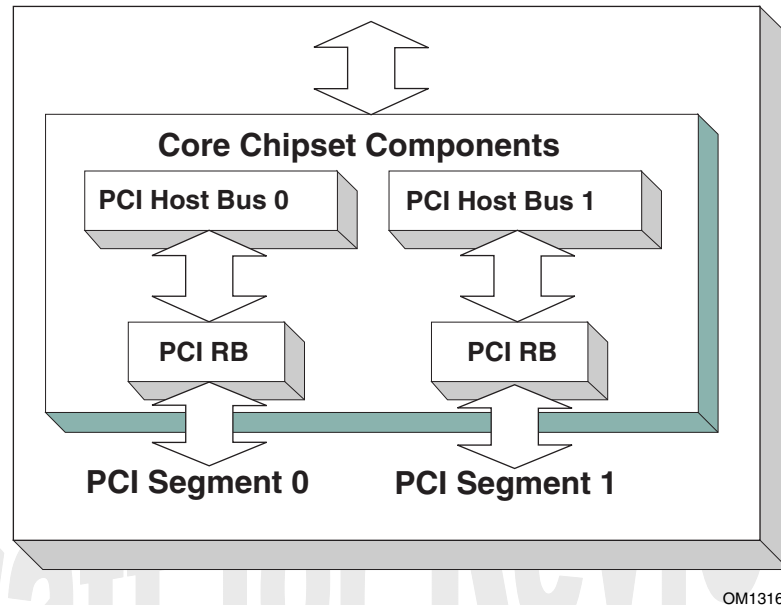 Core Chipset Components
PCI Host Bus 0 PCI Host Bus 1
PCI RB PCI RB
PCI Segment 0 PCI Segment 1
for
OM1316